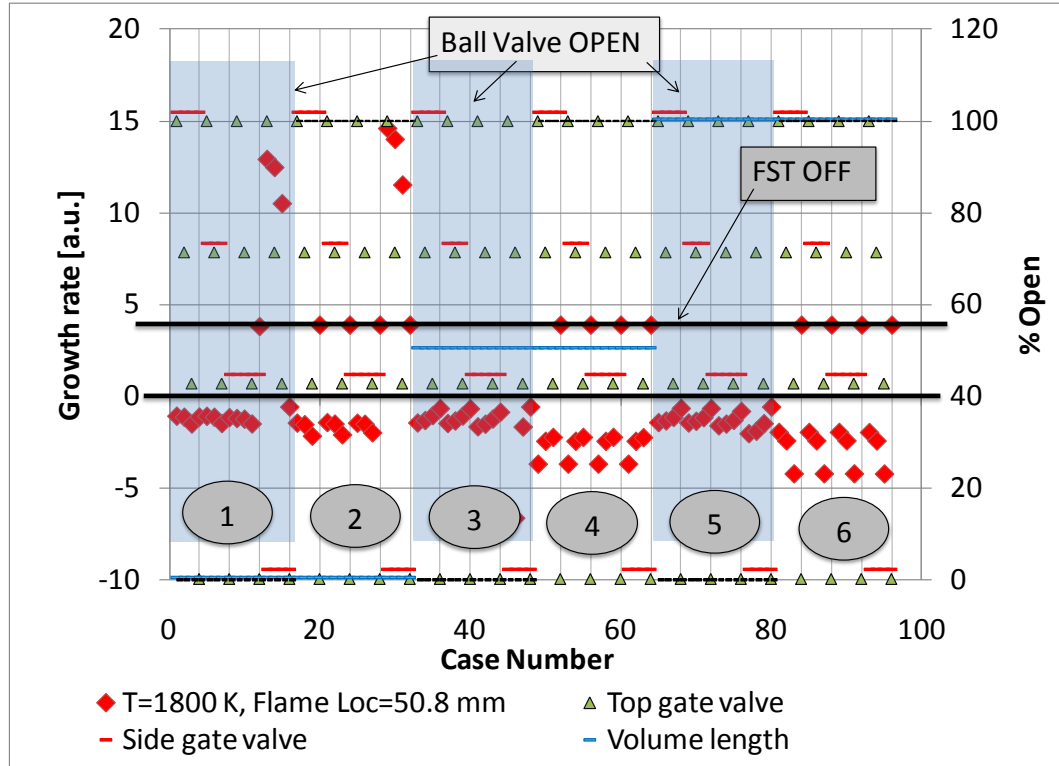 20
15
10
5
0
-5
-10
Growth rate [a.u.]
120
100
80
60
40
20
0
% Open
Ball Valve OPEN
FST OFF
1
2
3
4
5
6
0
20
40
60
80
100
Case Number
T=1800 K, Flame Loc=50.8 mm
Top gate valve
Side gate valve
Volume length